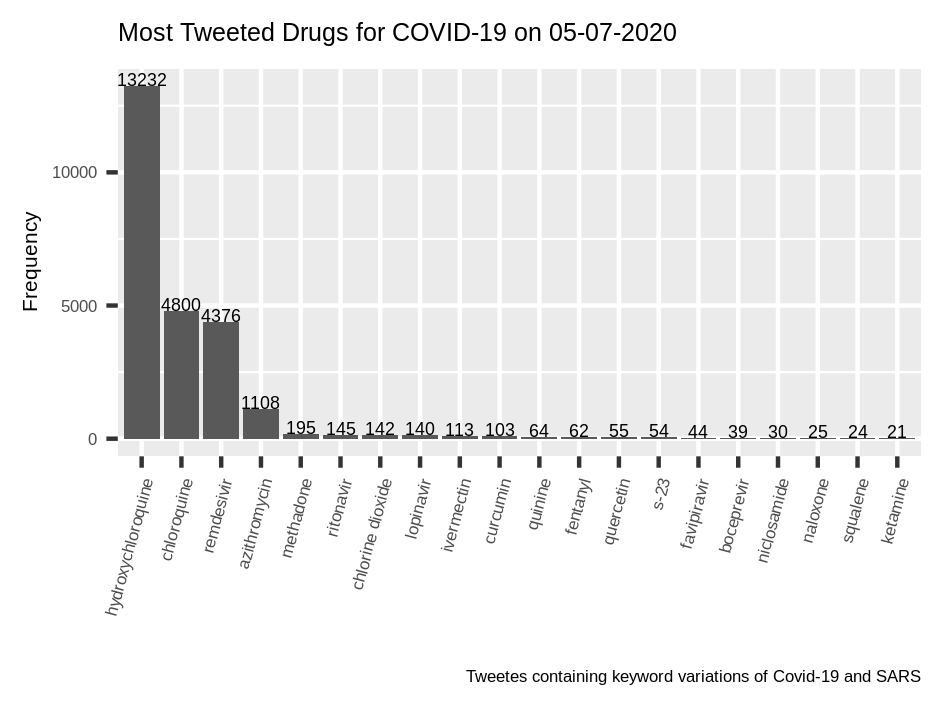 Most Tweeted Drugs for COVID-19 on 05-07-2020
Frequency
10000
5000
0
13232
4800
4376
1108
195
145
142
140
113
103
64
62
55
54
44
39
30
25
24
21
hydroxychloroquine
chloroquine
remdesivir
azithromycin
methadone
ritonavir
chlorine dioxide
lopinavir
ivermectin
curcumin
quinine
fentanyl
quercetin
s-23
favipiravir
boceprevir
niclosamide
naloxone
squalene
ketamine
Tweetes containing keyword variations of Covid-19 and SARS